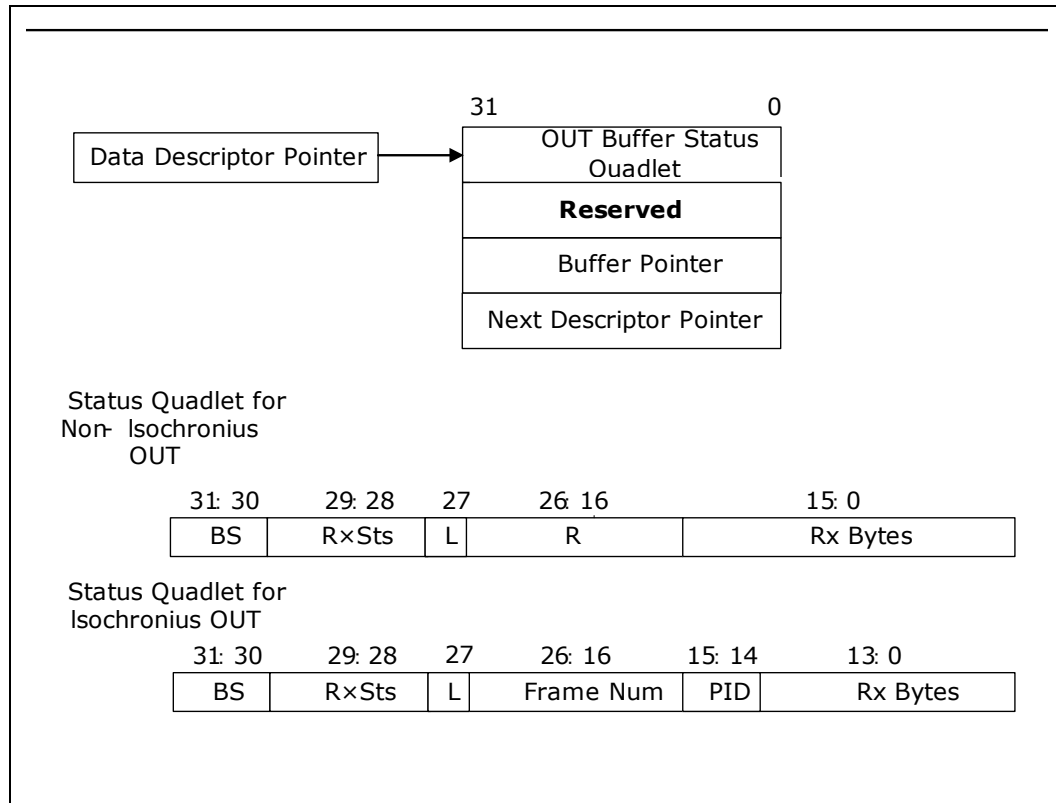 31 0
Data Descriptor Pointer
OUT Buffer Status
Ouadlet
Reserved
Buffer Pointer
Next Descriptor Pointer
Status Quadlet for
Non- Isochronius
OUT
31: 30 29: 28 27 26: 16 15: 0
BS R×Sts L R Rx Bytes
Status Quadlet for
Isochronius OUT
31: 30 29: 28 27 26: 16 15: 14 13: 0
BS R×Sts L Frame Num PID Rx Bytes